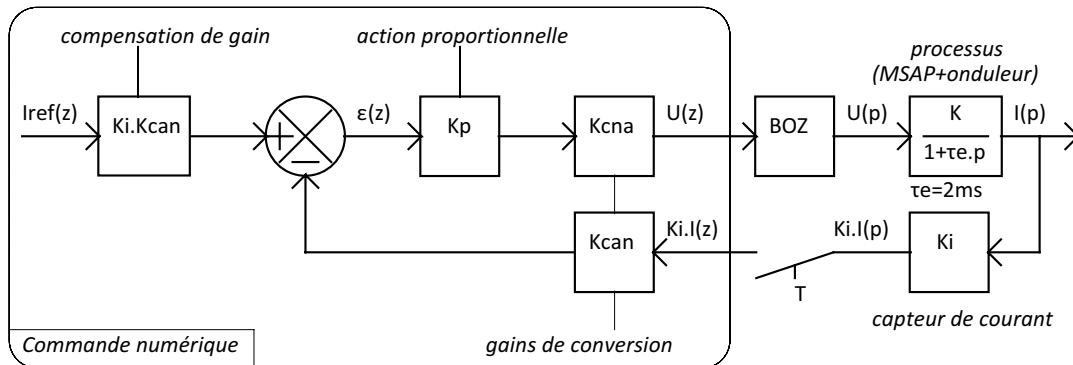 compensation de gain
action proportionnelle
processus
(MSAP+onduleur)
Iref(z)
Ki.Kcan
ε(z)
Kp
Kcna
U(z)
BOZ
U(p)
K
1+τe.p
I(p)
τe=2ms
Kcan
Ki.I(z)
Ki.I(p)
Ki
T
capteur de courant
Commande numérique
gains de conversion